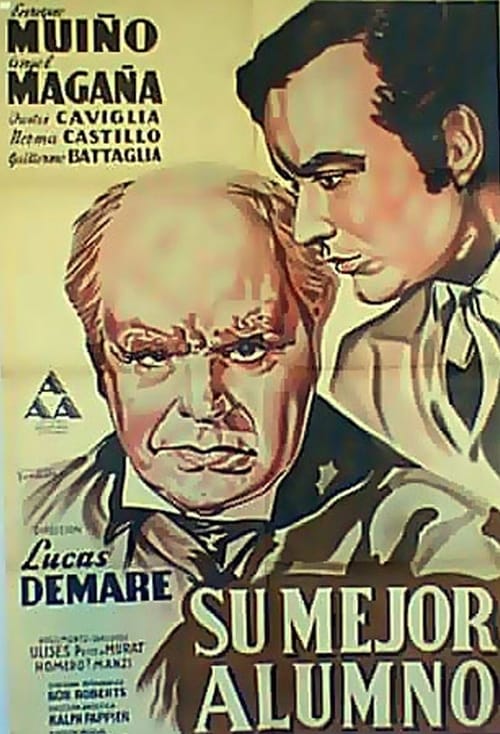 Enrique
MUIÑO
Angel
MAGAÑA
Orestes CAVIGLIA
Norma CASTILLO
Guillermo BATTAGLIA
AAA
DIRECCION
Lucas
DEMARE
SU MEJOR
ALUMNO
ULISES PETIT DE MURAT
HOMERO MANZI
BOB ROBERTS
RALPH PAPPIER